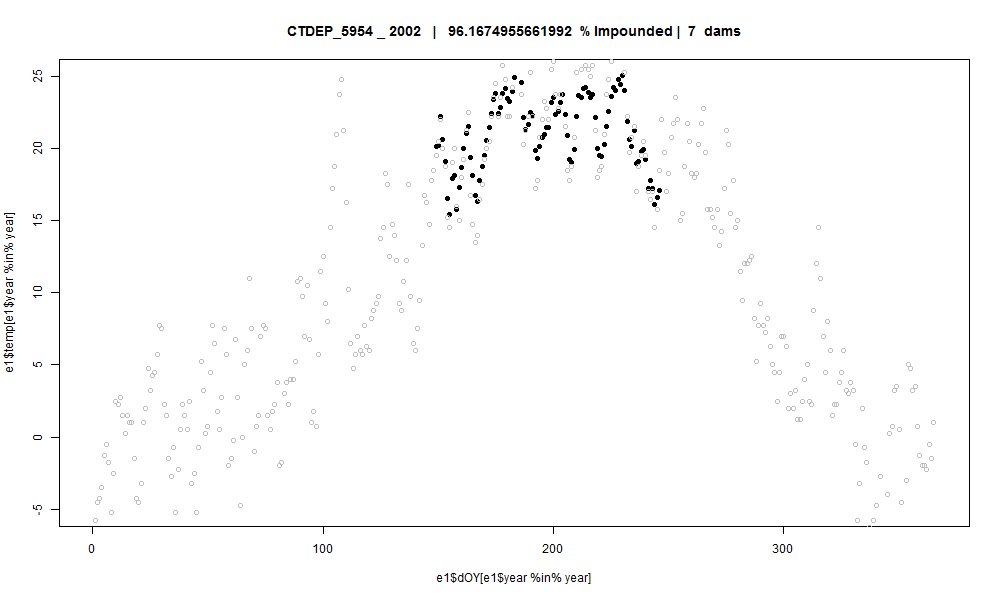 CTDEP_5954 _ 2002 | 96.1674955661992 % Impounded | 7 dams
e1$temp[e1$year %in% year]
25
20
15
10
5
0
-5
0 100 200 300
e1$dOY[e1$year %in% year]